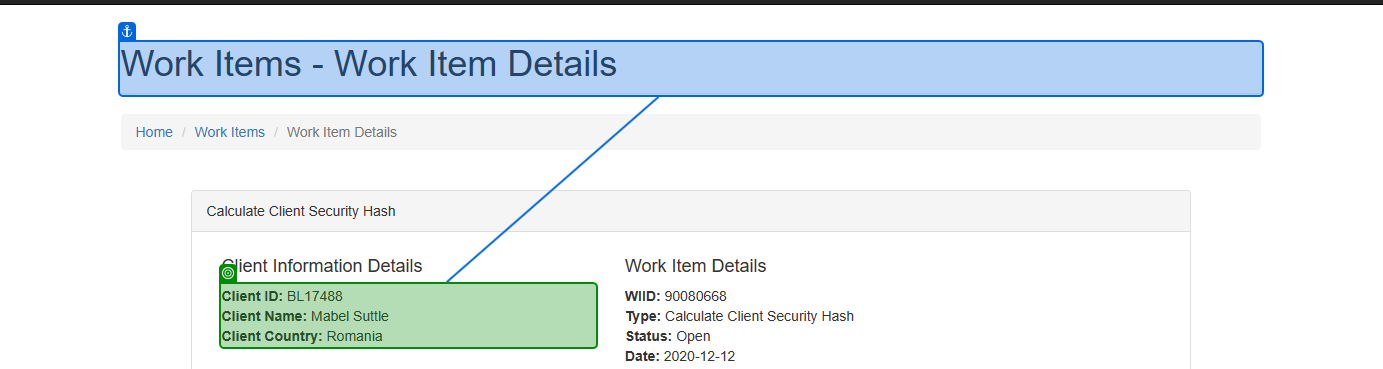 Work Items - Work Item Details
Home / Work Items / Work Item Details
Calculate Client Security Hash
Client Information Details
Client ID: BL17488
Client Name: Mabel Suttle
Client Country: Romania
Work Item Details
WIID: 90080668
Type: Calculate Client Security Hash
Status: Open
Date: 2020-12-12